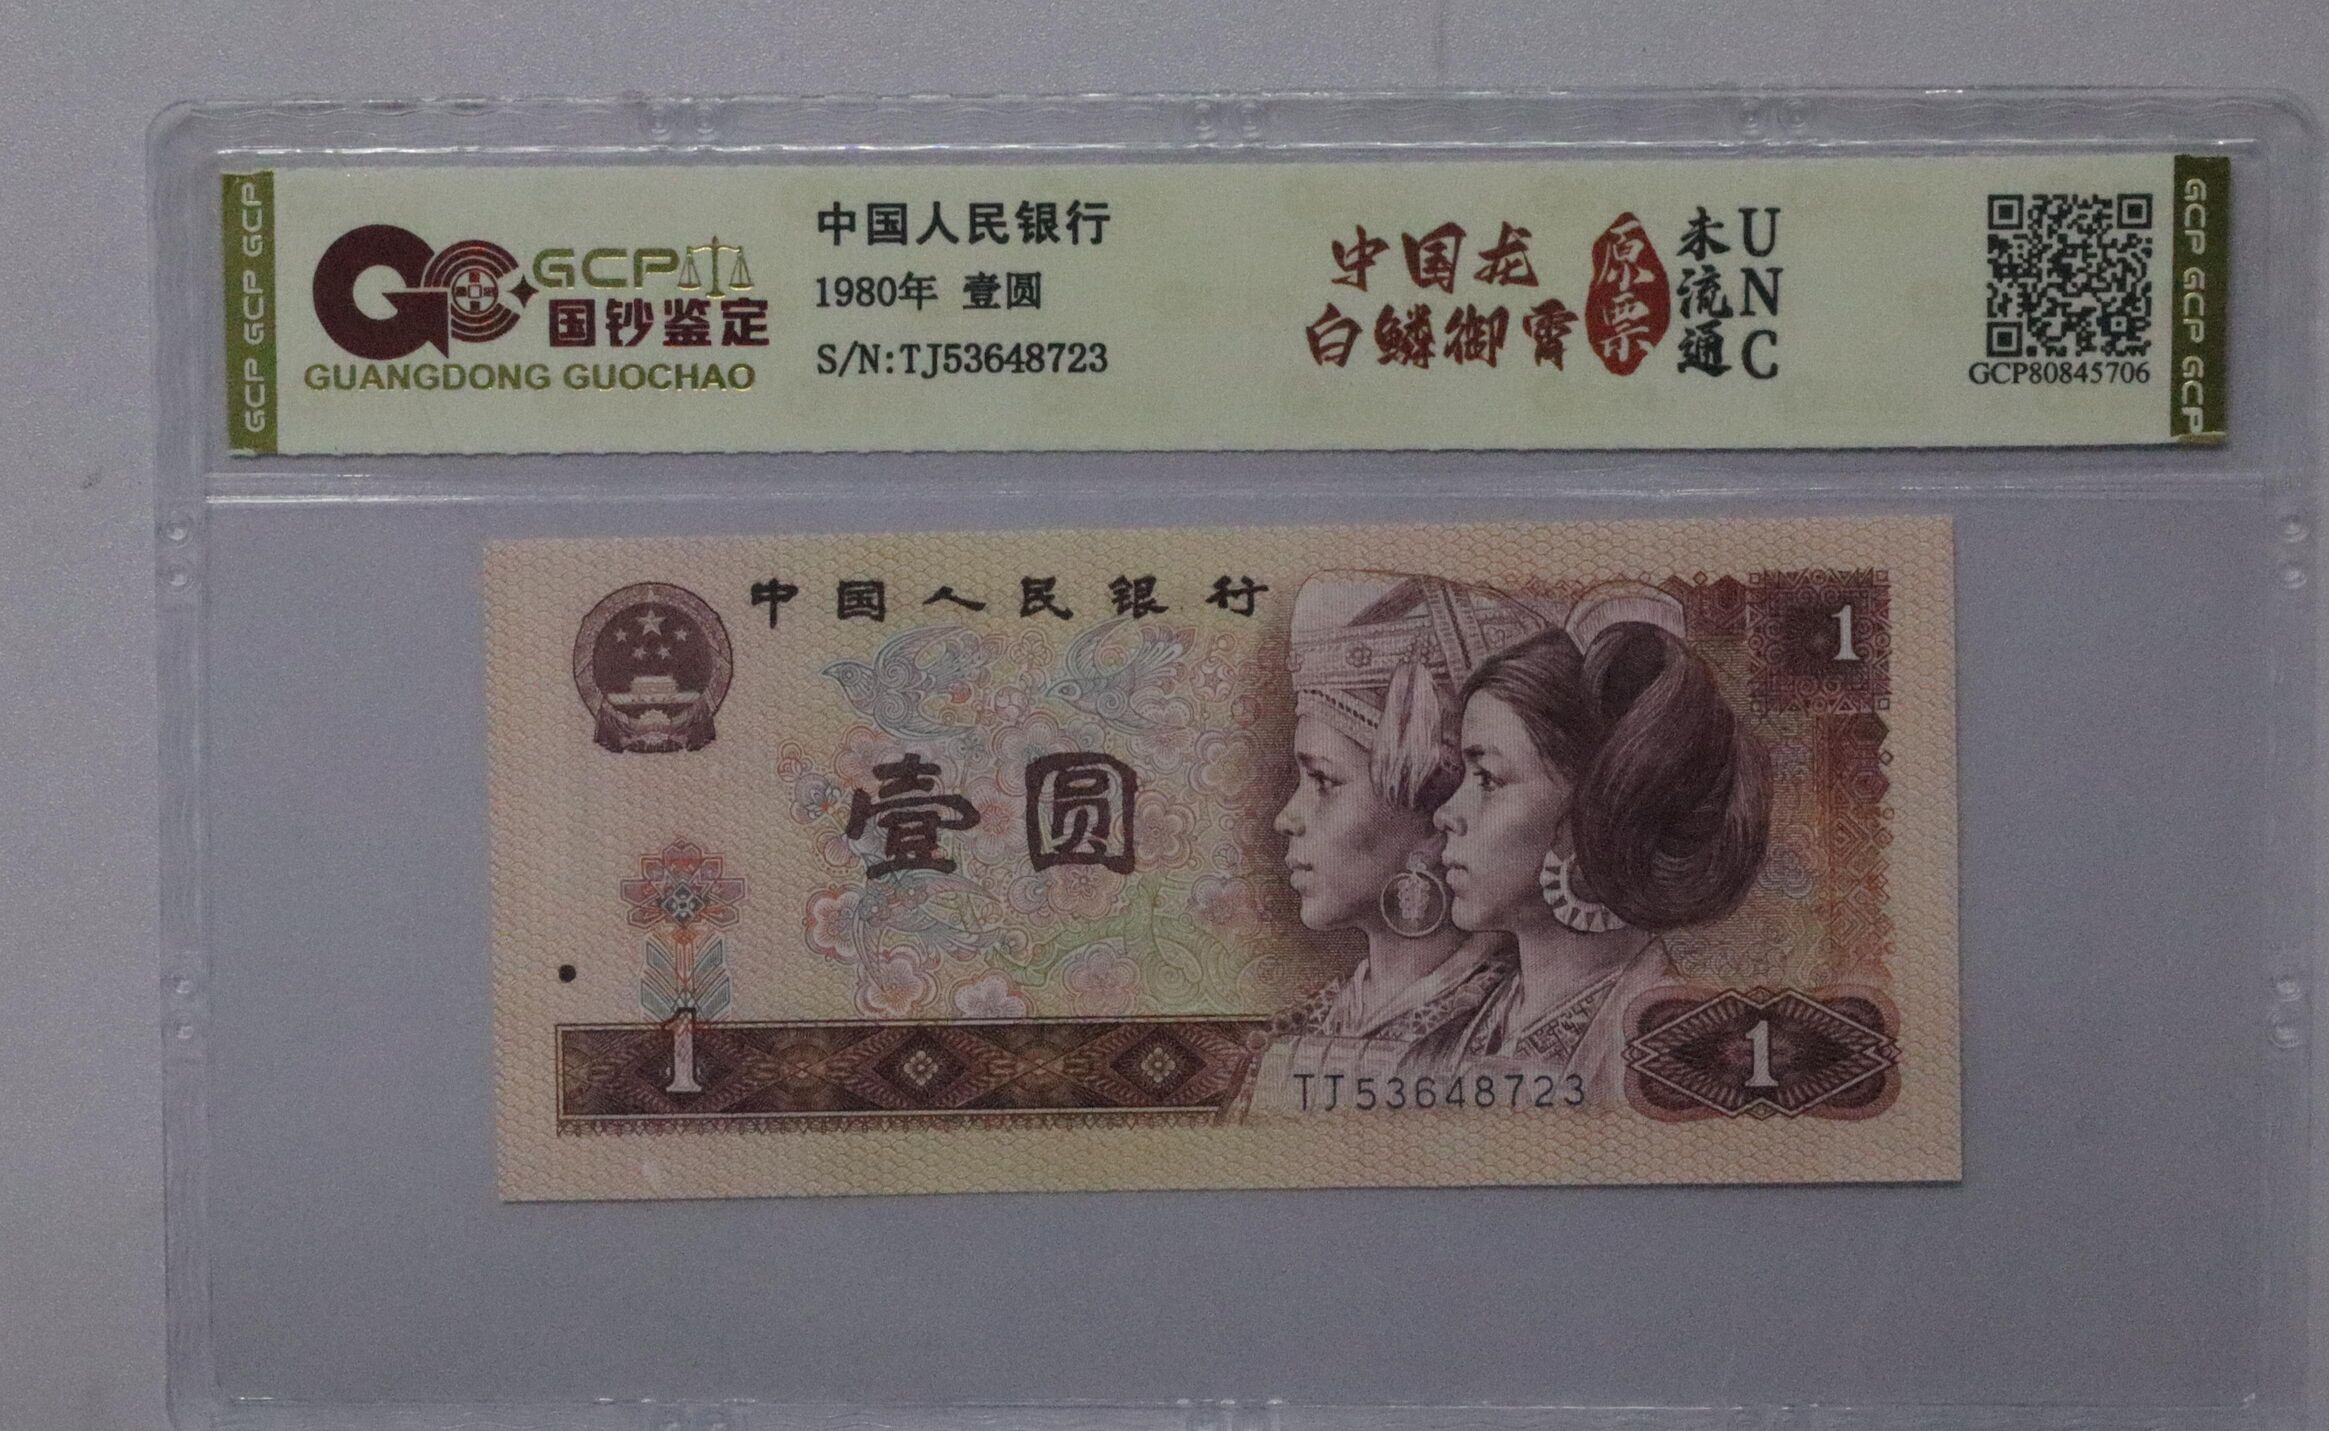 GCP GCP GCP
GCP
国钞鉴定
GUANGDONG GUOCHAO
中国人民银行
1980年 壹圆
S/N:TJ53648723
中国龙
白鳞御霄
原票
未流通
UNC
GCP80845706
GCP GCP GCP
中国人民银行
1
壹圆
1
1
TJ53648723